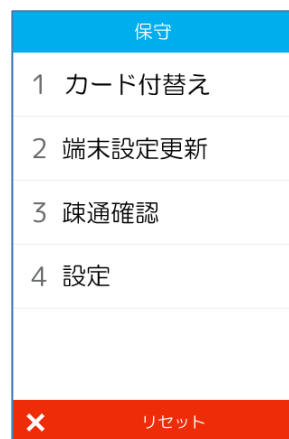 保守
1 カード付替え
2 端末設定更新
3 疎通確認
4 設定
× リセット